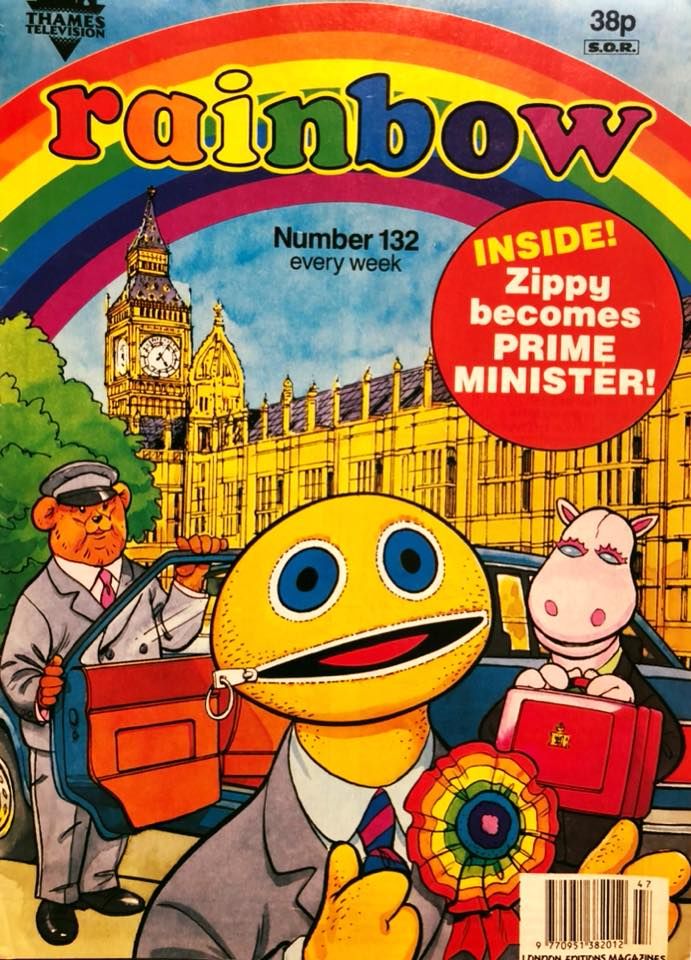 THAMES
TELEVISION
38p
S.O.R.
rainbow
Number 132
every week
INSIDE!
Zippy
becomes
PRIME
MINISTER!
47
9 770951 382012
LONDON EDITIONS MAGAZINES